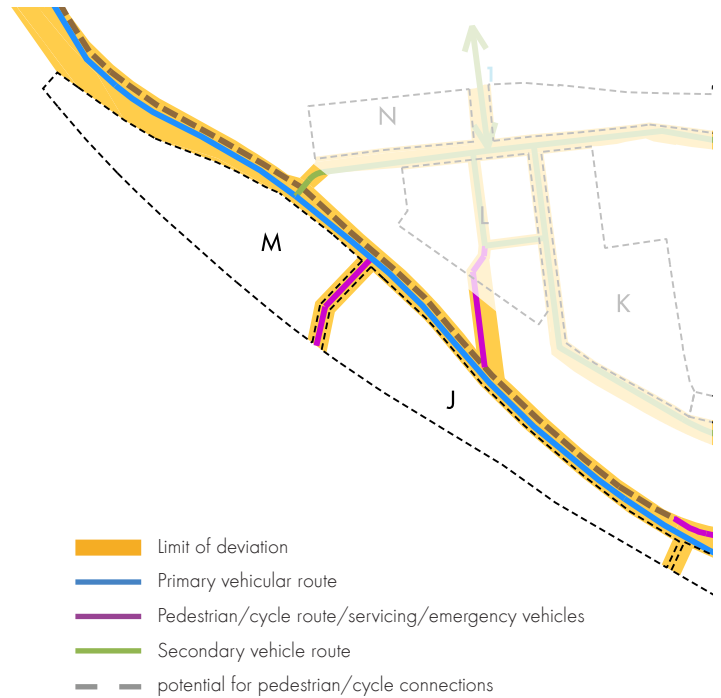 1
N
L
M
K
J
Limit of deviation
Primary vehicular route
Pedestrian/cycle route/servicing/emergency vehicles
Secondary vehicle route
potential for pedestrian/cycle connections